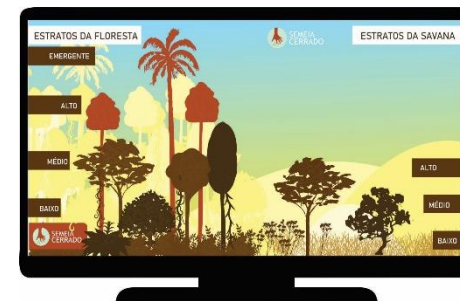 ESTRATOS DA FLORESTA
SEMEIA
CERRADO
ESTRATOS DA SAVANA
EMERGENTE
ALTO
MÉDIO
BAIXO
ALTO
MÉDIO
BAIXO
SEMEIA
CERRADO